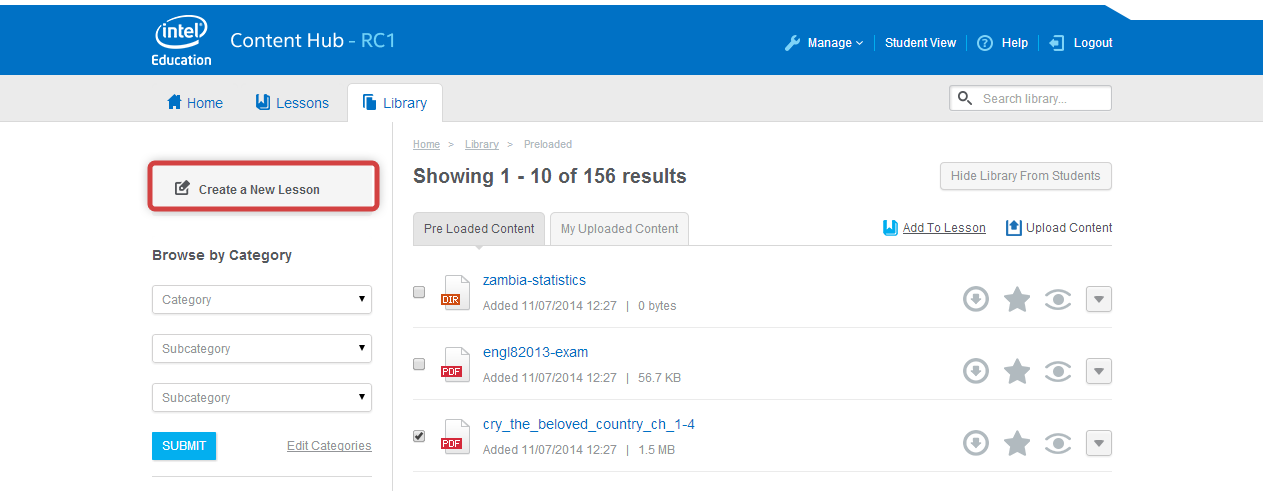 intel
Education
Content Hub - RC1
Manage
Student View
Help
Logout
Home
Lessons
Library
Search library...
Create a New Lesson
Browse by Category
Category
Subcategory
Subcategory
SUBMIT
Edit Categories
Home > Library > Preloaded
Showing 1 - 10 of 156 results
Hide Library From Students
Pre Loaded Content
My Uploaded Content
Add To Lesson
Upload Content
DIR
zambia-statistics
Added 11/07/2014 12:27 | 0 bytes
PDF
engl82013-exam
Added 11/07/2014 12:27 | 56.7 KB
PDF
cry_the_beloved_country_ch_1-4
Added 11/07/2014 12:27 | 1.5 MB